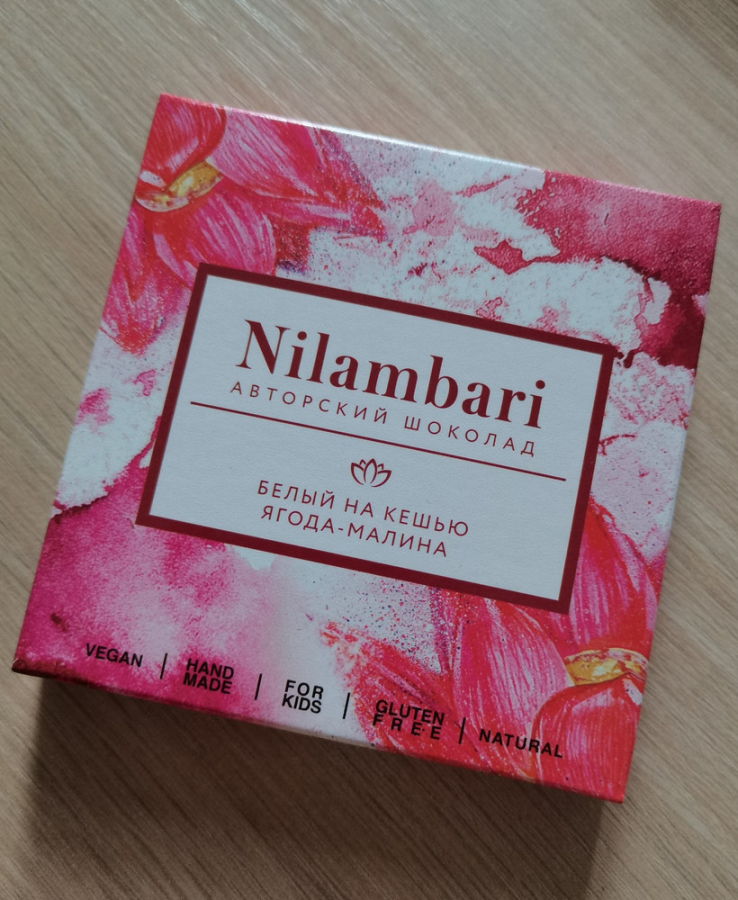 Nilambari
АВТОРСКИЙ ШОКОЛАД
БЕЛЫЙ НА КЕШЬЮ
ЯГОДА-МАЛИНА
VEGAN | HAND MADE | FOR KIDS | GLUTEN FREE | NATURAL